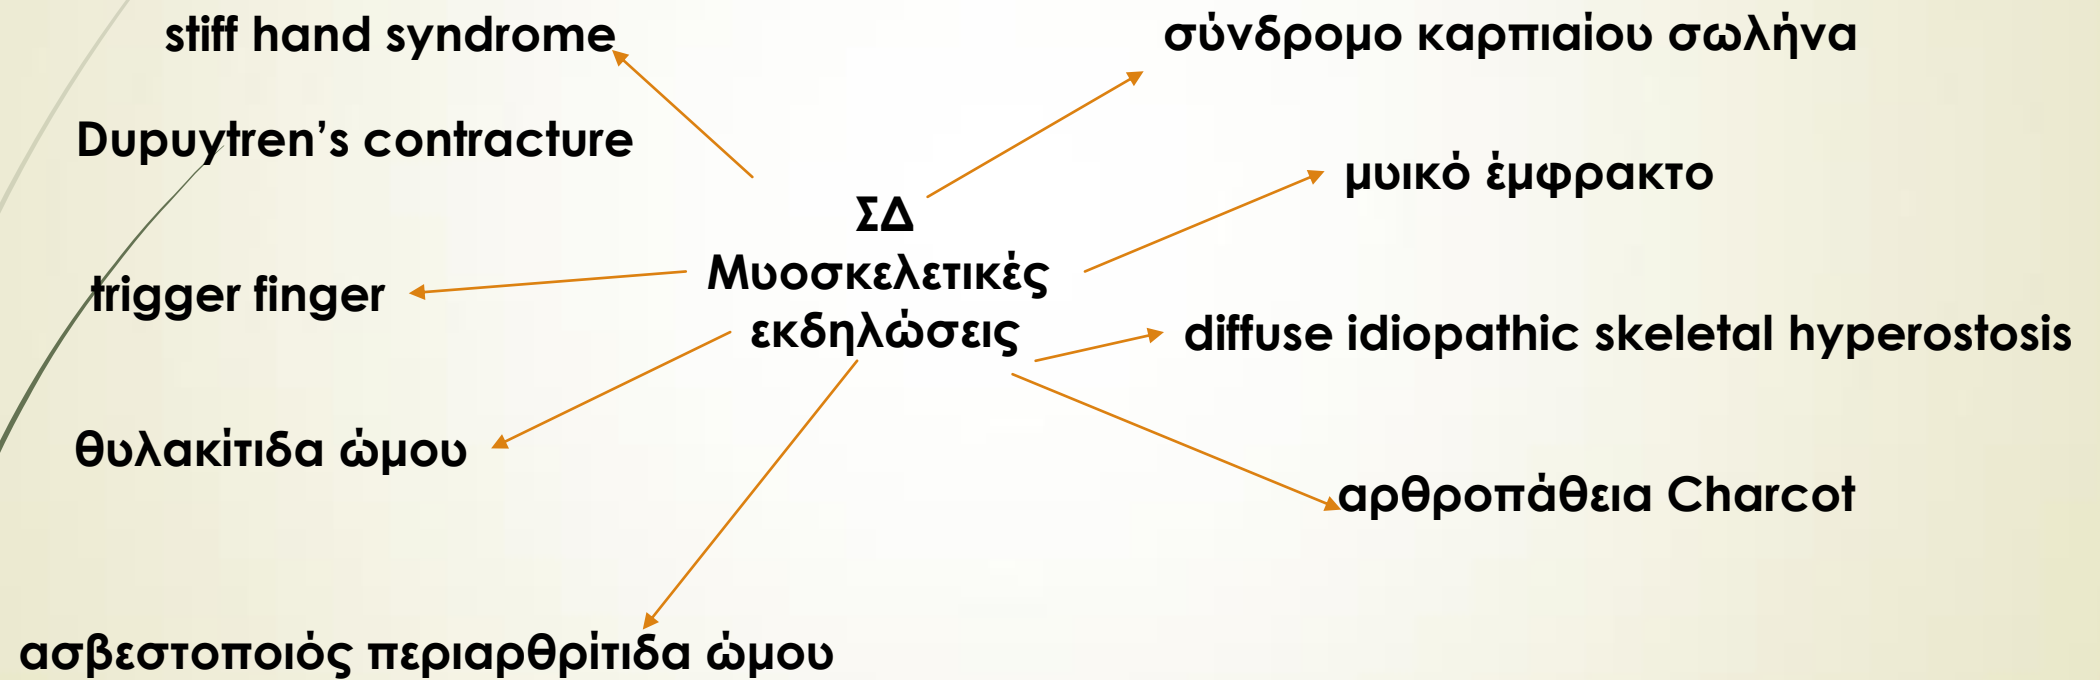 stiff hand syndrome
σύνδρομο καρπιαίου σωλήνα
Dupuytren's contracture
μυικό έμφρακτο
ΣΔ
Μυοσκελετικές
εκδηλώσεις
trigger finger
diffuse idiopathic skeletal hyperostosis
θυλακίτιδα ώμου
αρθροπάθεια Charcot
ασβεστοποιός περιαρθρίτιδα ώμου